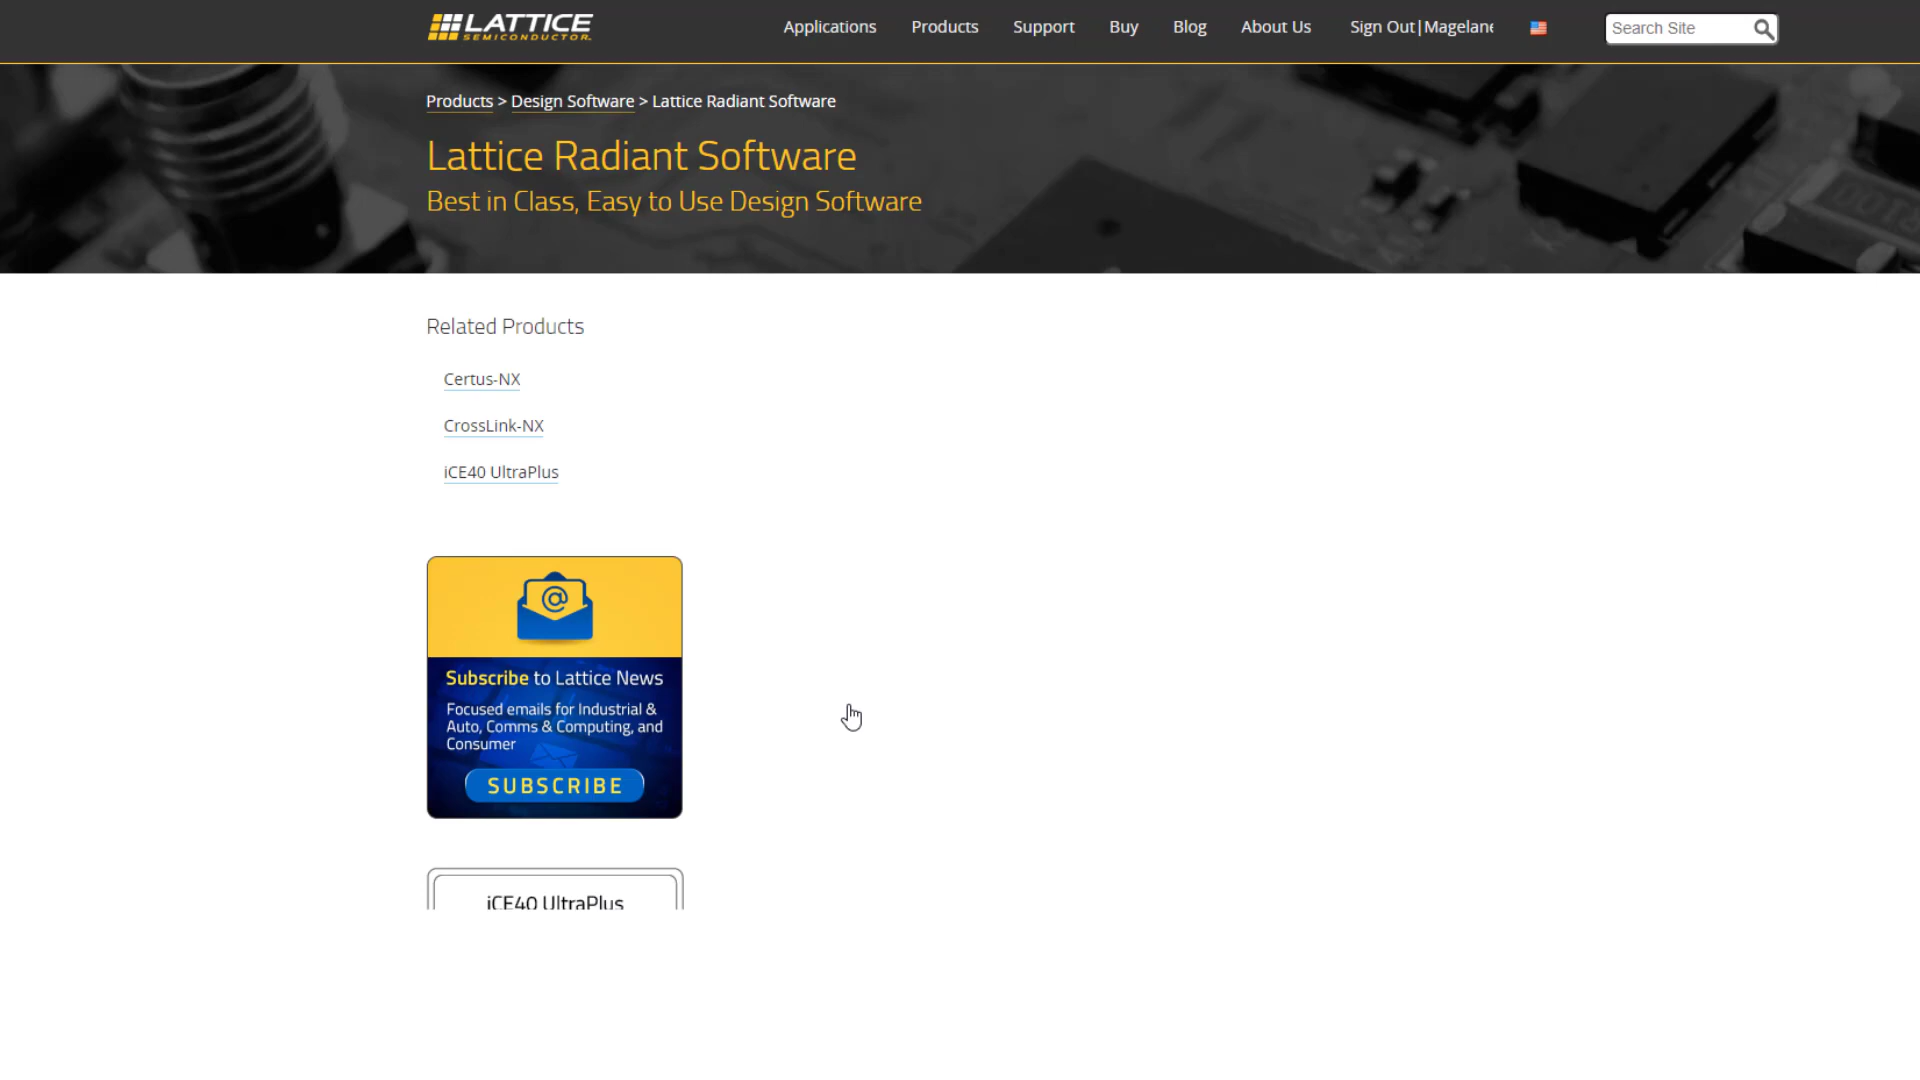 LATTICE
SEMICONDUCTOR
Applications Products Support Buy Blog About Us Sign Out|Magelane Search Site
Products > Design Software > Lattice Radiant Software
Lattice Radiant Software
Best in Class, Easy to Use Design Software
Related Products
Certus-NX
CrossLink-NX
iCE40 UltraPlus
@
Subscribe to Lattice News
Focused emails for Industrial &
Auto, Comms & Computing, and
Consumer
SUBSCRIBE
iCE40 UltraPlus